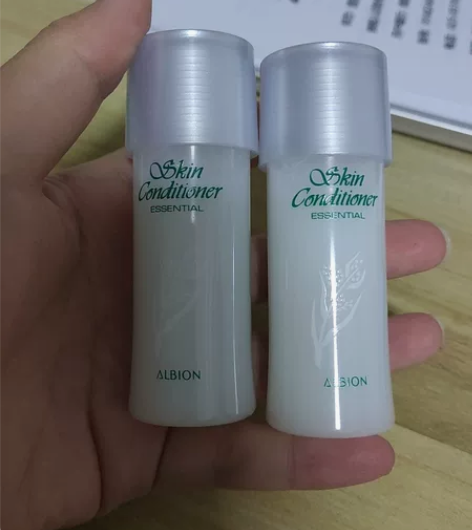 Skin
Conditioner
ESSENTIAL
ALBION
Skin
Conditioner
ESSENTIAL
ALBION